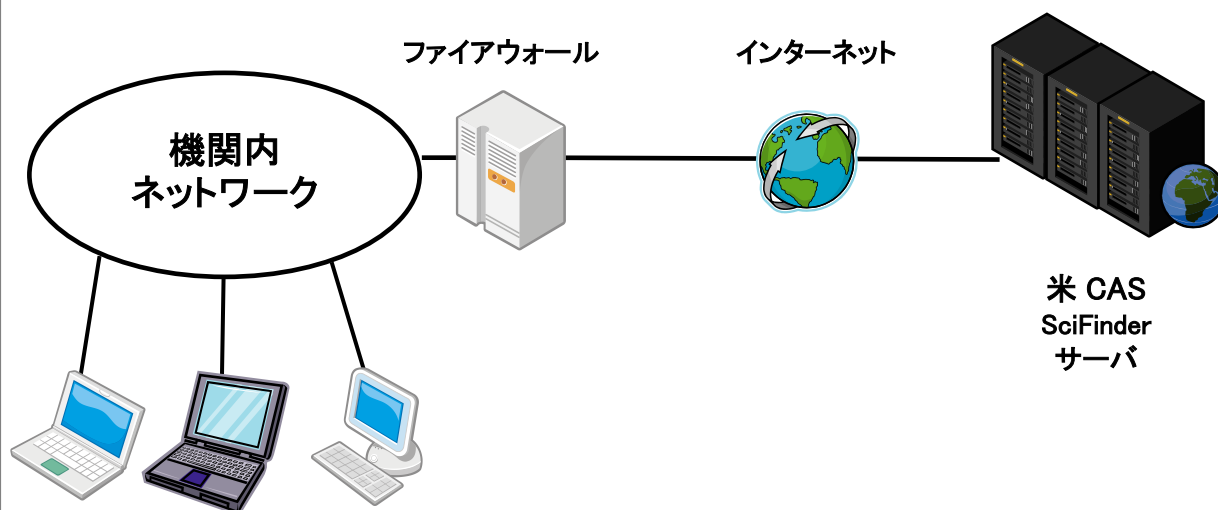 ファイアウォール
インターネット
機関内
ネットワーク
米 CAS
SciFinder
サーバ